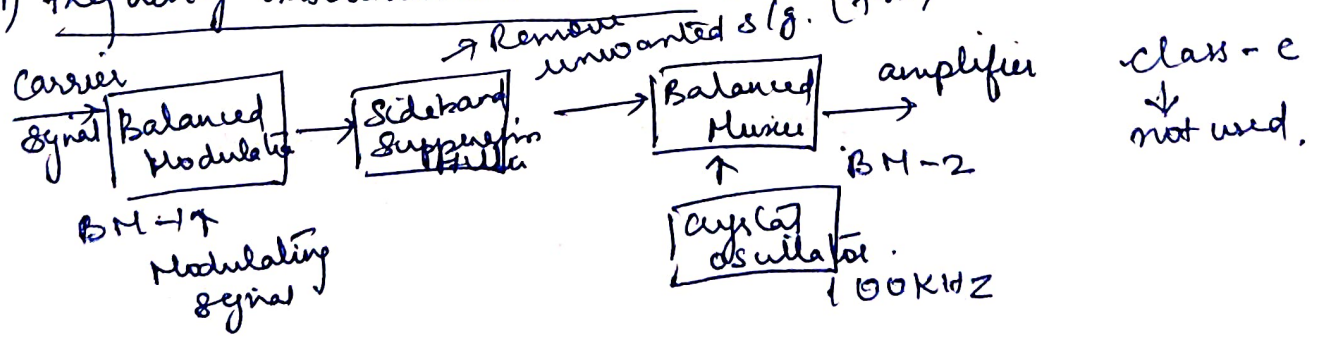 → Remove
unwanted s/g.
Carrier
signal
Balanced
Modulator
Sideband
Suppression
Filter
Balanced
Mixer
amplifier
class - c
↓
not used.
BM-1
Modulating
signal
BM-2
Crystal
oscillator.
100KHZ